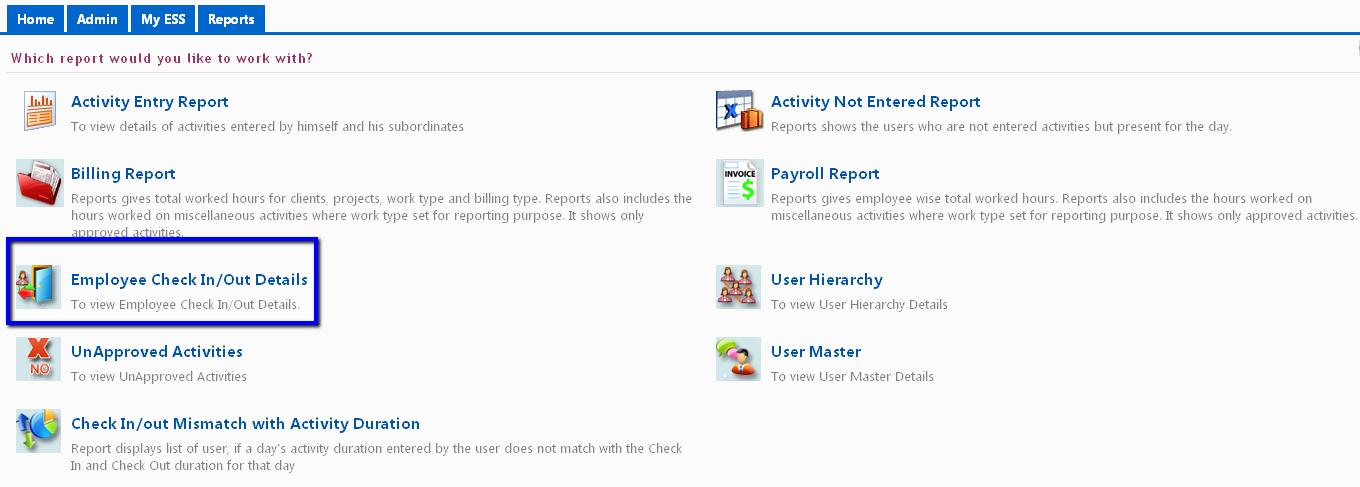 Home Admin My ESS Reports
Which report would you like to work with?
Activity Entry Report
To view details of activities entered by himself and his subordinates
Activity Not Entered Report
Reports shows the users who are not entered activities but present for the day.
Billing Report
Reports gives total worked hours for clients, projects, work type and billing type. Reports also includes the
hours worked on miscellaneous activities where work type set for reporting purpose. It shows only
approved activities.
INVOICE
$
Payroll Report
Reports gives employee wise total worked hours. Reports also includes the hours worked on
miscellaneous activities where work type set for reporting purpose. It shows only approved activities.
Employee Check In/Out Details
To view Employee Check In/Out Details.
User Hierarchy
To view User Hierarchy Details
X
NO
UnApproved Activities
To view UnApproved Activities
User Master
To view User Master Details
Check In/out Mismatch with Activity Duration
Report displays list of user, if a day's activity duration entered by the user does not match with the Check
In and Check Out duration for that day